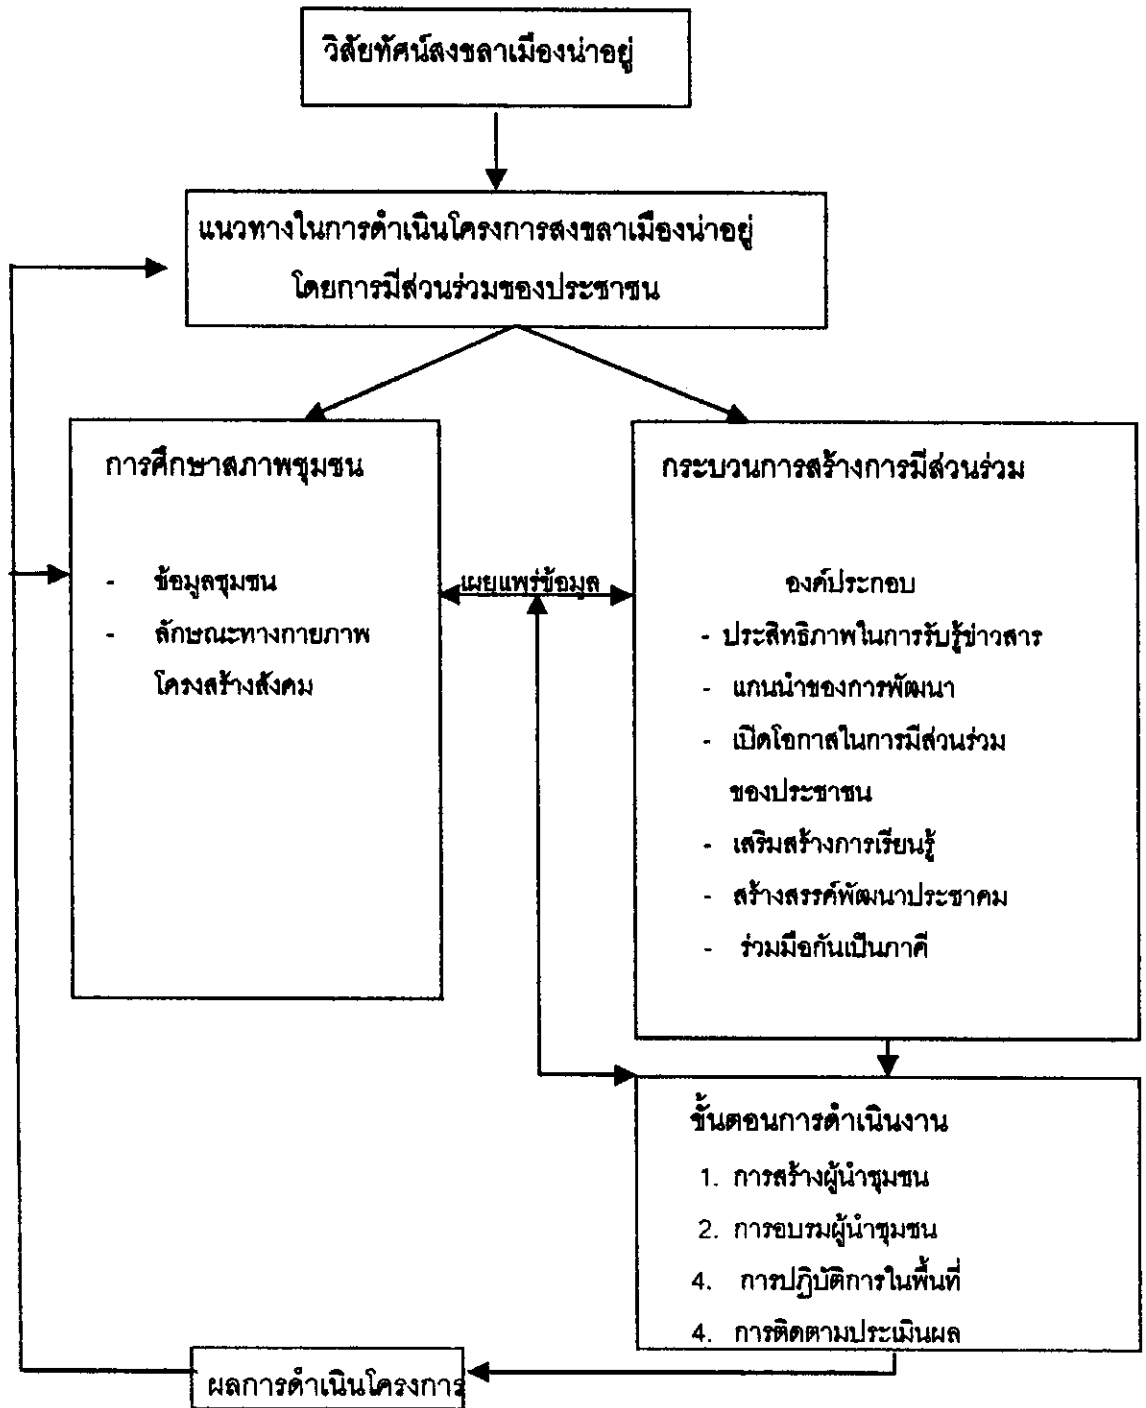 วิสัยทัศน์สงขลาเมืองน่าอยู่
แนวทางในการดำเนินโครงการสงขลาเมืองน่าอยู่
โดยการมีส่วนร่วมของประชาชน
การศึกษาสภาพชุมชน
- ข้อมูลชุมชน
- ลักษณะทางกายภาพ
โครงสร้างสังคม
เผยแพร่ข้อมูล
กระบวนการสร้างการมีส่วนร่วม
องค์ประกอบ
- ประสิทธิภาพในการรับรู้ข่าวสาร
- แกนนำของการพัฒนา
- เปิดโอกาสในการมีส่วนร่วม
ของประชาชน
- เสริมสร้างการเรียนรู้
- สร้างสรรค์พัฒนาประชาคม
- ร่วมมือกันเป็นภาคี
ขั้นตอนการดำเนินงาน
1. การสร้างผู้นำชุมชน
2. การอบรมผู้นำชุมชน
4. การปฏิบัติการในพื้นที่
4. การติดตามประเมินผล
ผลการดำเนินโครงการ